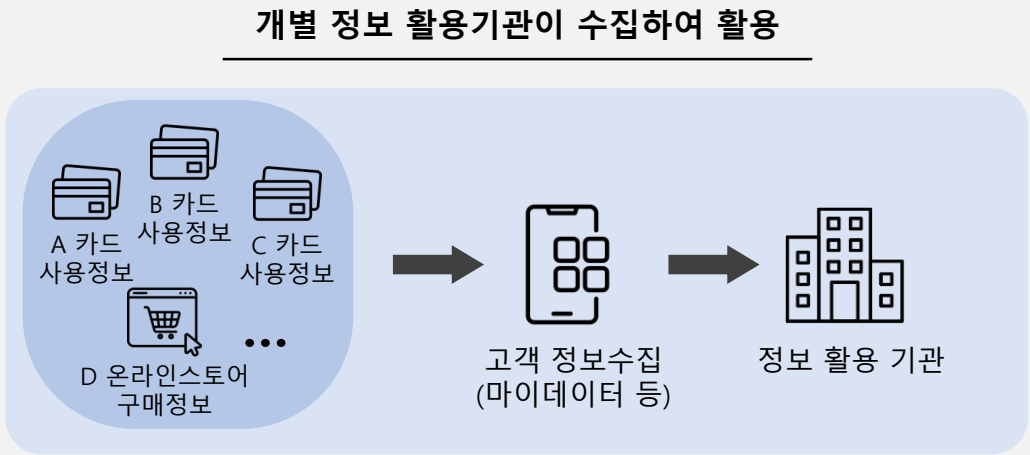 개별 정보 활용기관이 수집하여 활용
A 카드
사용정보
B 카드
사용정보
C 카드
사용정보
D 온라인스토어
구매정보
...
고객 정보수집
(마이데이터 등)
정보 활용 기관